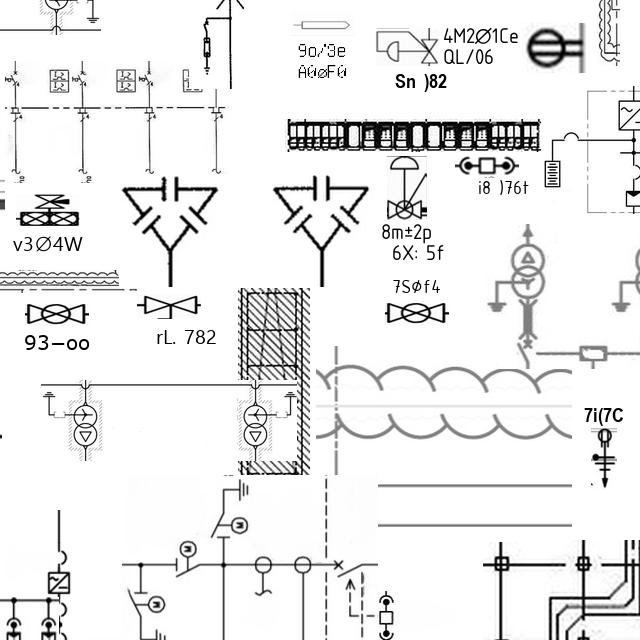 9o/'3e
A0øF0
4M2Ø1Ce
QL/06
Sn )82
i8 )76t
8m±2p
6X: 5f
v3Ø4W
7SØf4
93–oo
rL. 782
7i(7C
M
M
M